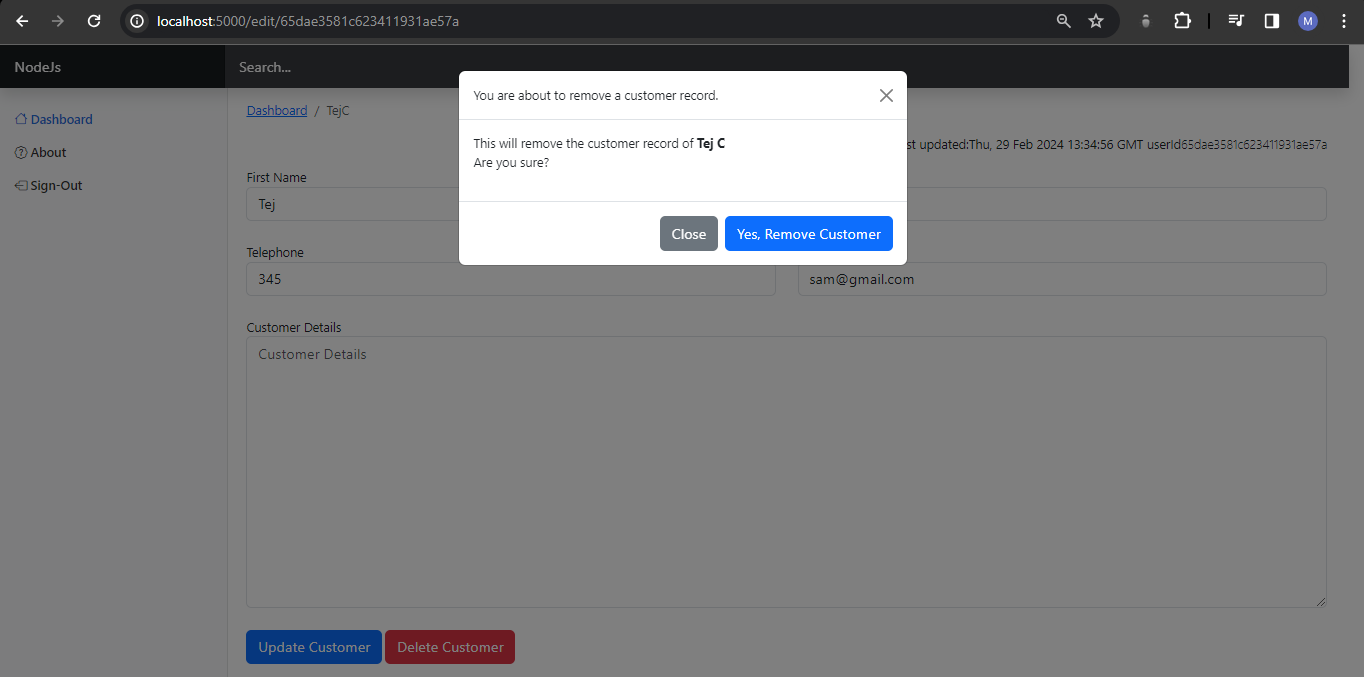 localhost:5000/edit/65dae3581c623411931ae57a
M
NodeJs
Search...
You are about to remove a customer record.
Dashboard
Dashboard / TejC
This will remove the customer record of Tej C
Are you sure?
st updated:Thu, 29 Feb 2024 13:34:56 GMT userId65dae3581c623411931ae57a
About
Sign-Out
First Name
Tej
Close
Yes, Remove Customer
Telephone
345
sam@gmail.com
Customer Details
Customer Details
Update Customer
Delete Customer